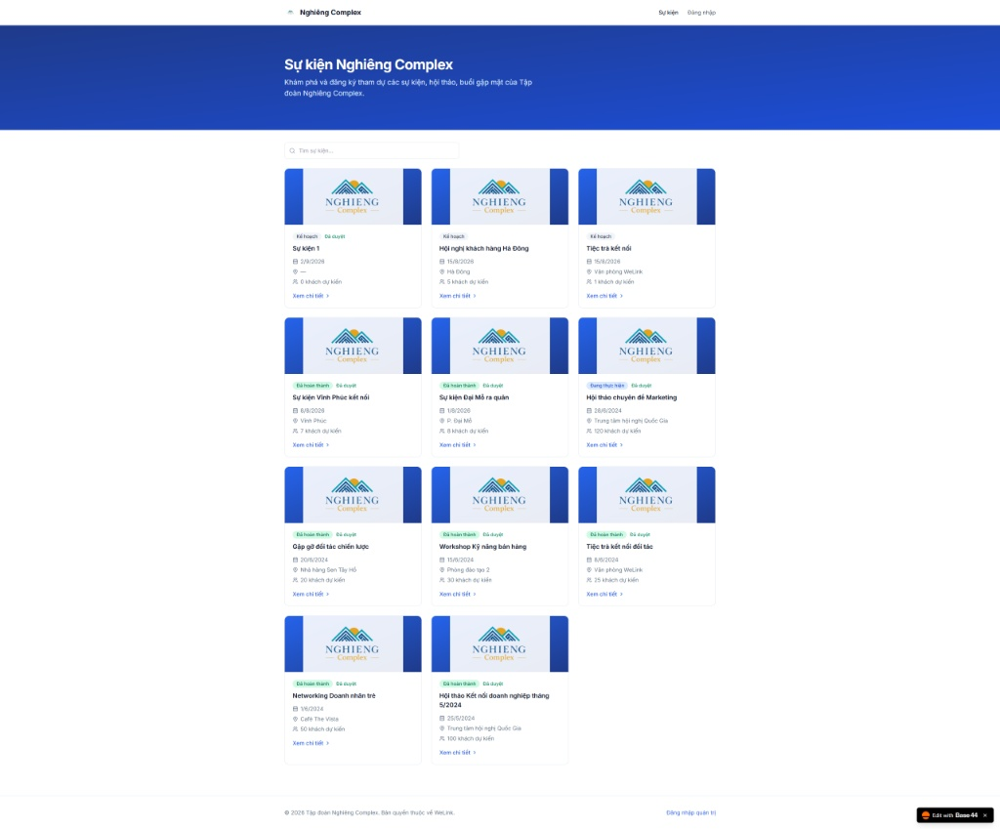 Nghiêng Complex
Sự kiện
Đăng nhập
Sự kiện Nghiêng Complex
Khám phá và đăng ký tham dự các sự kiện, hội thảo, buổi gặp mặt của Tập
đoàn Nghiêng Complex.
Tìm sự kiện...
NGHIENG
Complex
Kế hoạch Đã duyệt
Sự kiện 1
2/9/2026
—
0 khách dự kiến
Xem chi tiết
NGHIENG
Complex
Kế hoạch
Hội nghị khách hàng Hà Đông
15/8/2026
Hà Đông
5 khách dự kiến
Xem chi tiết
NGHIENG
Complex
Kế hoạch
Tiệc trà kết nối
15/8/2026
Văn phòng WeLink
1 khách dự kiến
Xem chi tiết
NGHIENG
Complex
Đã hoàn thành Đã duyệt
Sự kiện Vĩnh Phúc kết nối
8/8/2026
Vĩnh Phúc
7 khách dự kiến
Xem chi tiết
NGHIENG
Complex
Đã hoàn thành Đã duyệt
Sự kiện Đại Mỗ ra quân
1/8/2026
P. Đại Mỗ
8 khách dự kiến
Xem chi tiết
NGHIENG
Complex
Đang thực hiện Đã duyệt
Hội thảo chuyên đề Marketing
28/6/2024
Trung tâm hội nghị Quốc Gia
120 khách dự kiến
Xem chi tiết
NGHIENG
Complex
Đã hoàn thành Đã duyệt
Gặp gỡ đối tác chiến lược
20/6/2024
Nhà hàng Sen Tây Hồ
20 khách dự kiến
Xem chi tiết
NGHIENG
Complex
Đã hoàn thành Đã duyệt
Workshop Kỹ năng bán hàng
15/6/2024
Phòng đào tạo 2
30 khách dự kiến
Xem chi tiết
NGHIENG
Complex
Đã hoàn thành Đã duyệt
Tiệc trà kết nối đối tác
8/6/2024
Văn phòng WeLink
25 khách dự kiến
Xem chi tiết
NGHIENG
Complex
Đã hoàn thành Đã duyệt
Networking Doanh nhân trẻ
1/6/2024
Café The Vista
50 khách dự kiến
Xem chi tiết
NGHIENG
Complex
Đã hoàn thành Đã duyệt
Hội thảo Kết nối doanh nghiệp tháng
5/2024
25/5/2024
Trung tâm hội nghị Quốc Gia
100 khách dự kiến
Xem chi tiết
© 2026 Tập đoàn Nghiêng Complex. Bản quyền thuộc về WeLink.
Đăng nhập quản trị
Edit with Base44